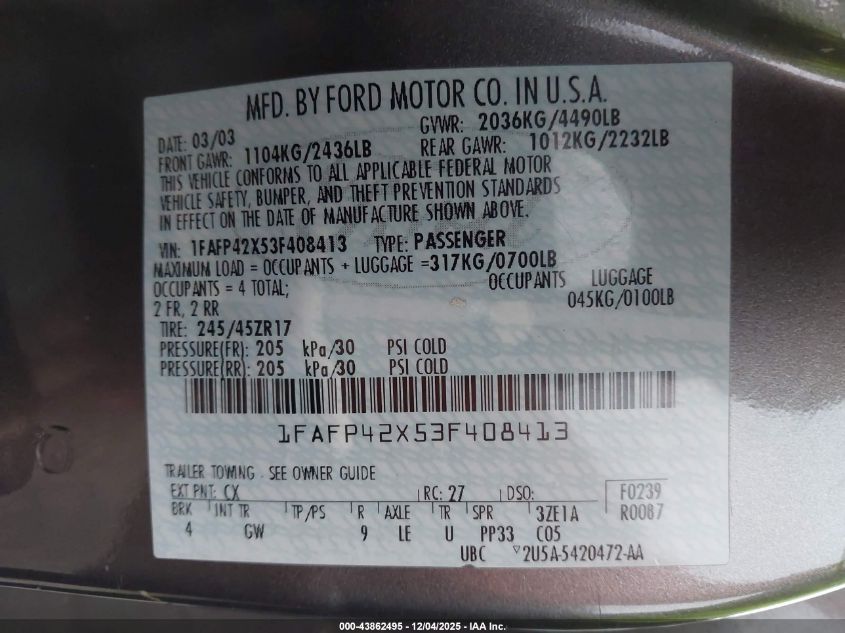 MFD. BY FORD MOTOR CO. IN U.S.A.
DATE: 03/03 GVWR: 2036KG/4490LB
FRONT GAWR: 1104KG/2436LB REAR GAWR: 1012KG/2232LB
THIS VEHICLE CONFORMS TO ALL APPLICABLE FEDERAL MOTOR
VEHICLE SAFETY, BUMPER, AND THEFT PREVENTION STANDARDS
IN EFFECT ON THE DATE OF MANUFACTURE SHOWN ABOVE.
VIN: 1FAFP42X53F408413 TYPE: PASSENGER
MAXIMUM LOAD = OCCUPANTS + LUGGAGE =317KG/0700LB
OCCUPANTS = 4 TOTAL; OCCUPANTS LUGGAGE
2 FR, 2 RR 045KG/0100LB
TIRE: 245/45ZR17
PRESSURE(FR): 205 kPa/30 PSI COLD
PRESSURE(RR): 205 kPa/30 PSI COLD
1FAFP42X53F408413
TRAILER TOWING - SEE OWNER GUIDE
EXT PNT: CX RC: 27 DSO: F0239
BRK INT TR TP/PS R AXLE TR SPR 3ZE1A R0087
4 GW 9 LE U PP33 C05
UBC 2U5A-5420472-AA
000-43862495 - 12/04/2025 - IAA Inc.